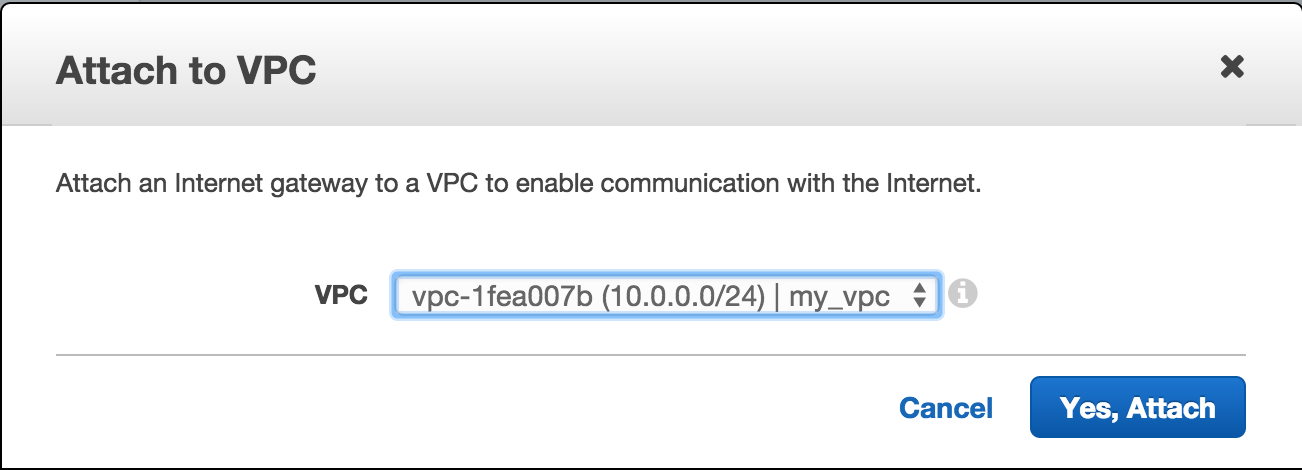 Attach to VPC
Attach an Internet gateway to a VPC to enable communication with the Internet.
VPC vpc-1fea007b (10.0.0.0/24) | my_vpc
Cancel Yes, Attach